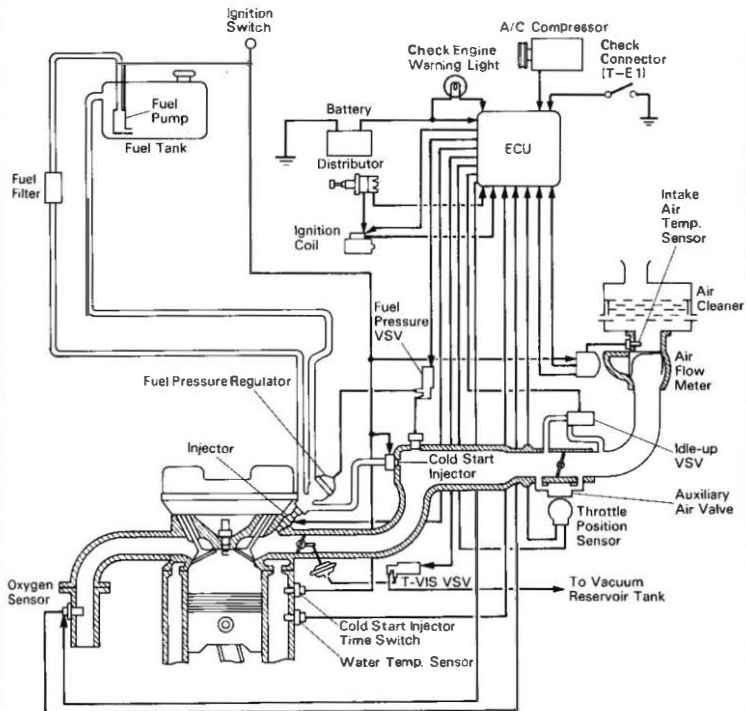 Ignition
Switch
A/C Compressor
Check Engine
Warning Light
Check
Connector
(T-E1)
Fuel
Pump
Fuel Tank
Battery
ECU
Distributor
Fuel
Filter
Ignition
Coil
Intake
Air
Temp.
Sensor
Air
Cleaner
Fuel
Pressure
VSV
Air
Flow
Meter
Fuel Pressure Regulator
Injector
Cold Start
Injector
Idle-up
VSV
Auxiliary
Air Valve
Throttle
Position
Sensor
Oxygen
Sensor
T-VIS VSV
To Vacuum
Reservoir Tank
Cold Start Injector
Time Switch
Water Temp. Sensor